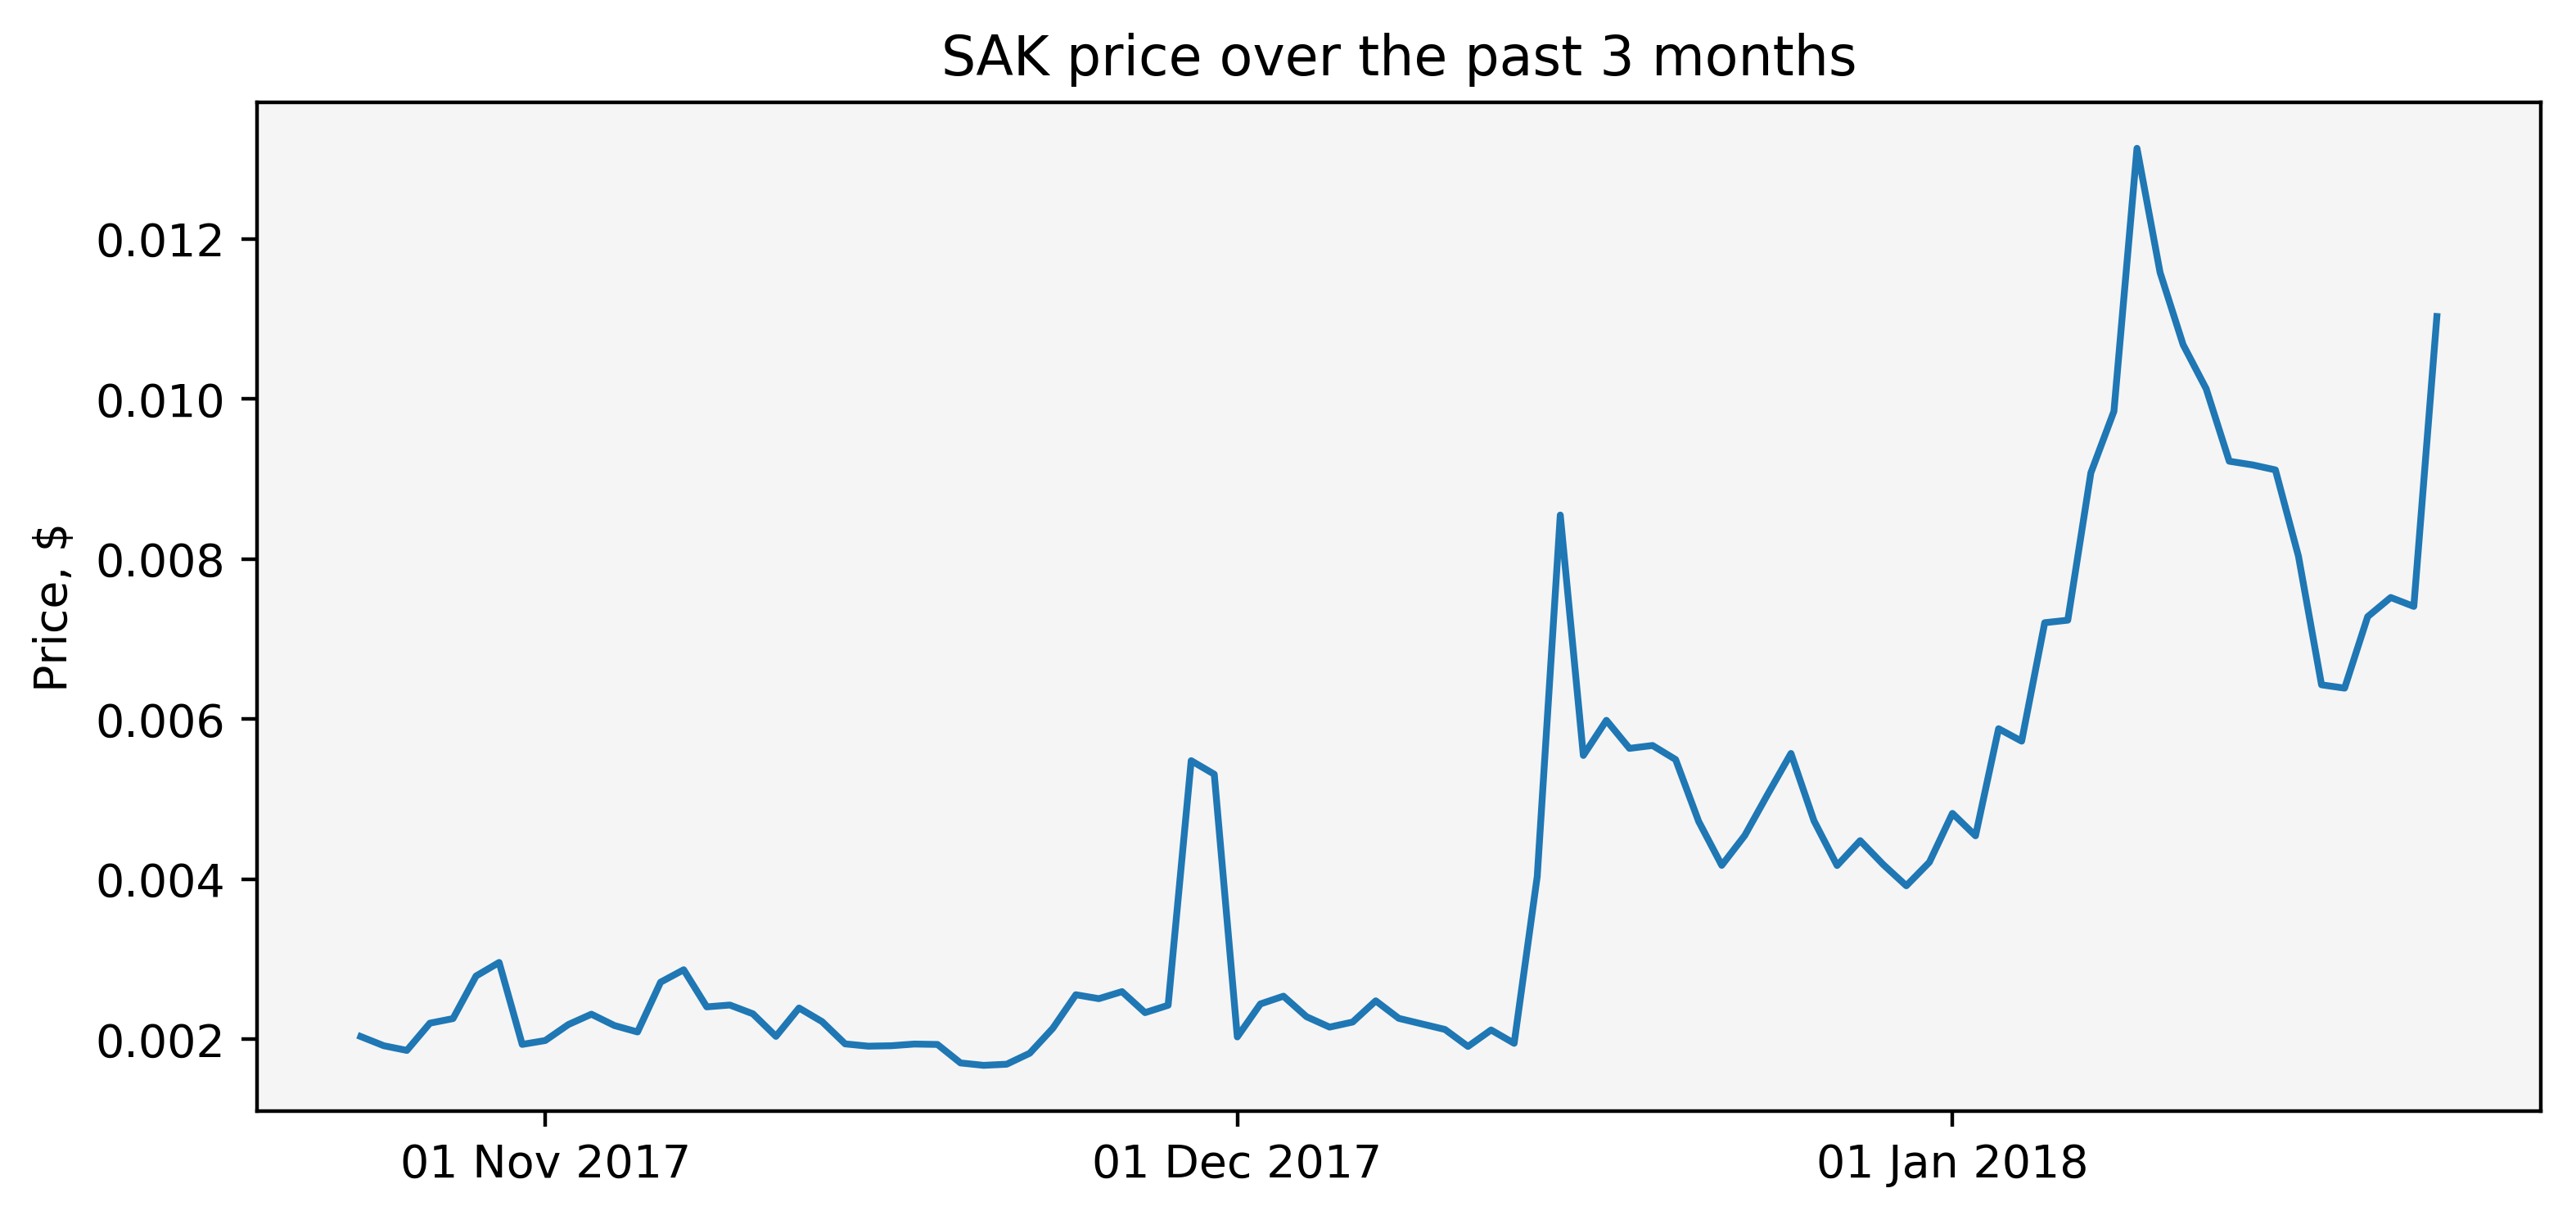 SAK price over the past 3 months
Price, $
0.012
0.010
0.008
0.006
0.004
0.002
01 Nov 2017
01 Dec 2017
01 Jan 2018